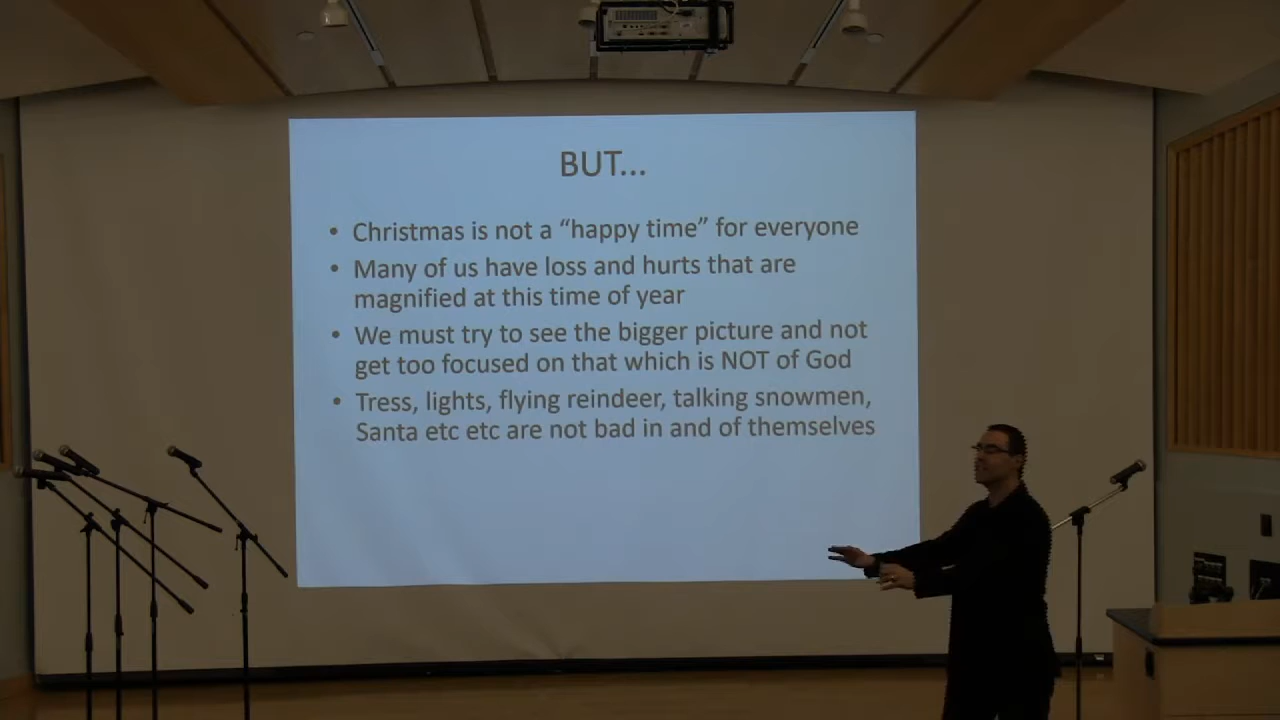 BUT...
• Christmas is not a “happy time” for everyone
• Many of us have loss and hurts that are
magnified at this time of year
• We must try to see the bigger picture and not
get too focused on that which is NOT of God
• Tress, lights, flying reindeer, talking snowmen,
Santa etc etc are not bad in and of themselves